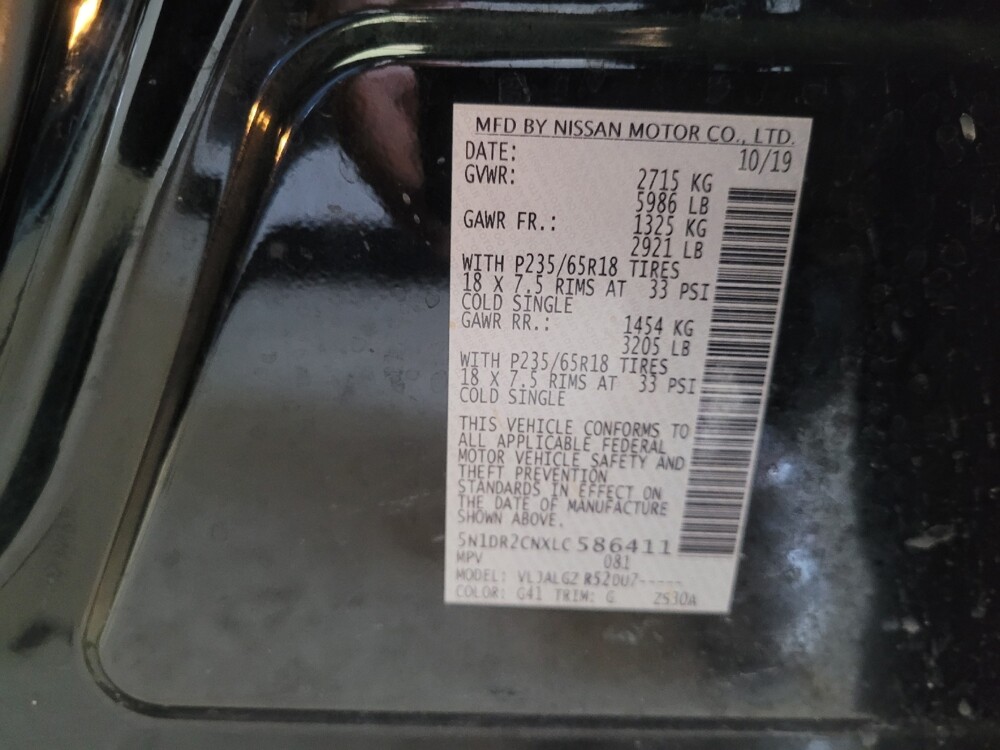 MFD BY NISSAN MOTOR CO., LTD.
DATE: 10/19
GVWR: 2715 KG
5986 LB
GAWR FR.: 1325 KG
2921 LB
WITH P235/65R18 TIRES
18 X 7.5 RIMS AT 33 PSI
COLD SINGLE
GAWR RR.: 1454 KG
3205 LB
WITH P235/65R18 TIRES
18 X 7.5 RIMS AT 33 PSI
COLD SINGLE
THIS VEHICLE CONFORMS TO
ALL APPLICABLE FEDERAL
MOTOR VEHICLE SAFETY AND
THEFT PREVENTION
STANDARDS IN EFFECT ON
THE DATE OF MANUFACTURE
SHOWN ABOVE.
5N1DR2CNXLC586411
MPV 081
MODEL: VLJALGZ R52DUZ-----
COLOR: G41 TRIM: G 2S30A